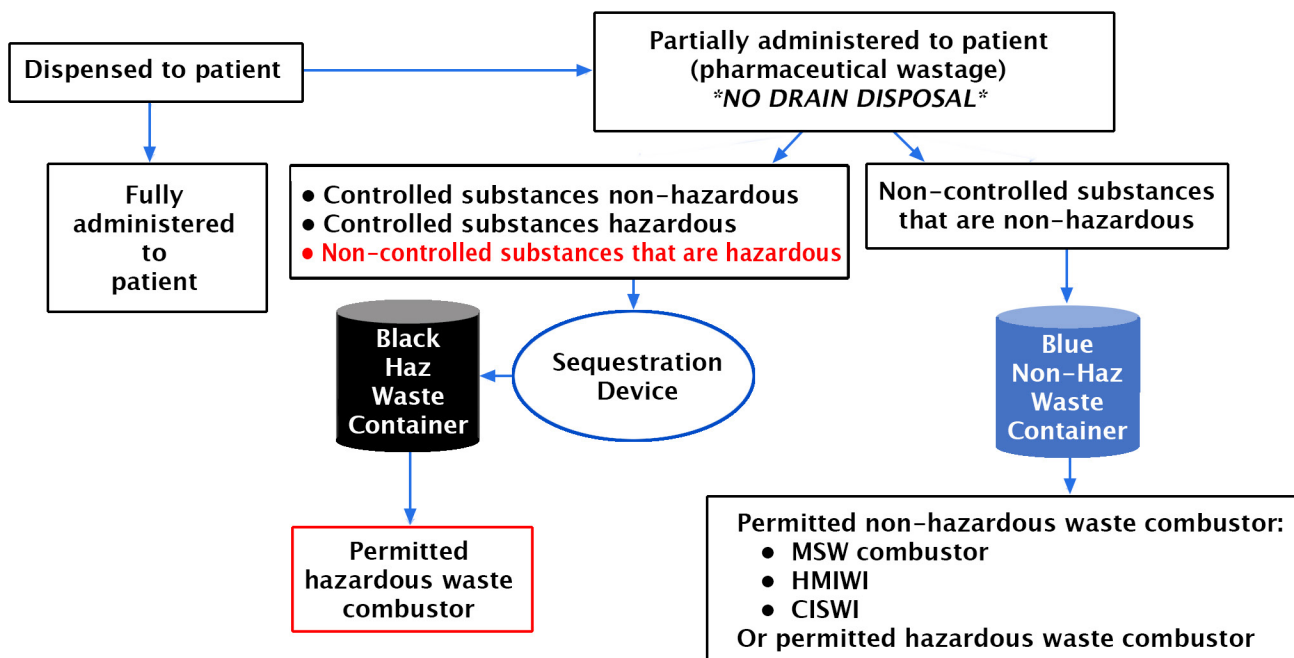 Dispensed to patient
Partially administered to patient
(pharmaceutical wastage)
*NO DRAIN DISPOSAL*
Fully
administered
to
patient
● Controlled substances non-hazardous
● Controlled substances hazardous
● Non-controlled substances that are hazardous
Non-controlled substances
that are non-hazardous
Black
Haz
Waste
Container
Sequestration
Device
Blue
Non-Haz
Waste
Container
Permitted
hazardous waste
combustor
Permitted non-hazardous waste combustor:
● MSW combustor
● HMIWI
● CISWI
Or permitted hazardous waste combustor